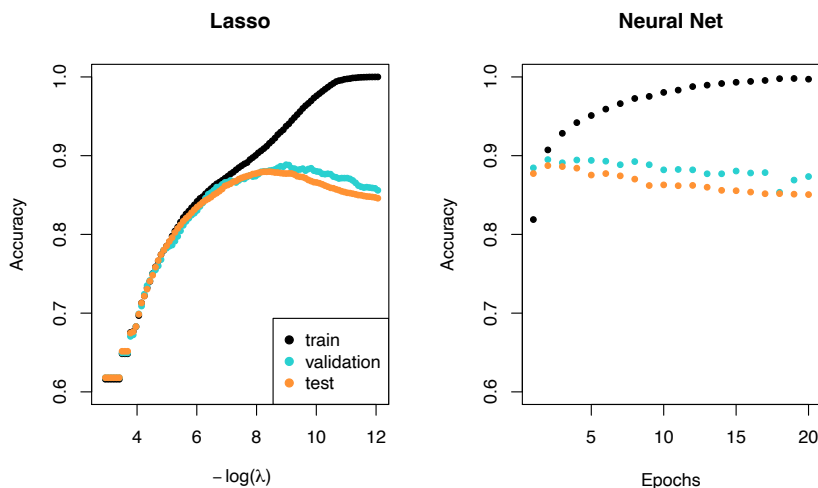 Lasso
Accuracy
1.0
0.9
0.8
0.7
0.6
4 6 8 10 12
− log(λ)
train
validation
test
Neural Net
Accuracy
1.0
0.9
0.8
0.7
0.6
5 10 15 20
Epochs